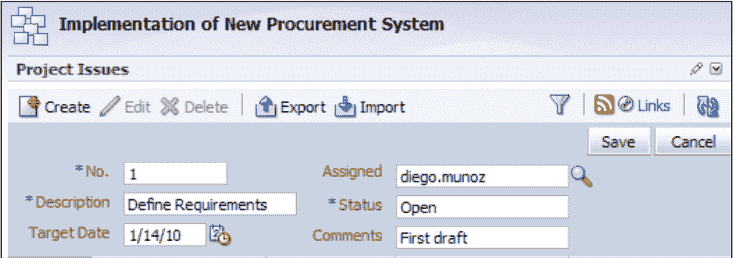 Implementation of New Procurement System
Project Issues
Create Edit Delete Export Import Links
Save Cancel
* No. 1 Assigned diego.munoz
* Description Define Requirements * Status Open
Target Date 1/14/10 Comments First draft